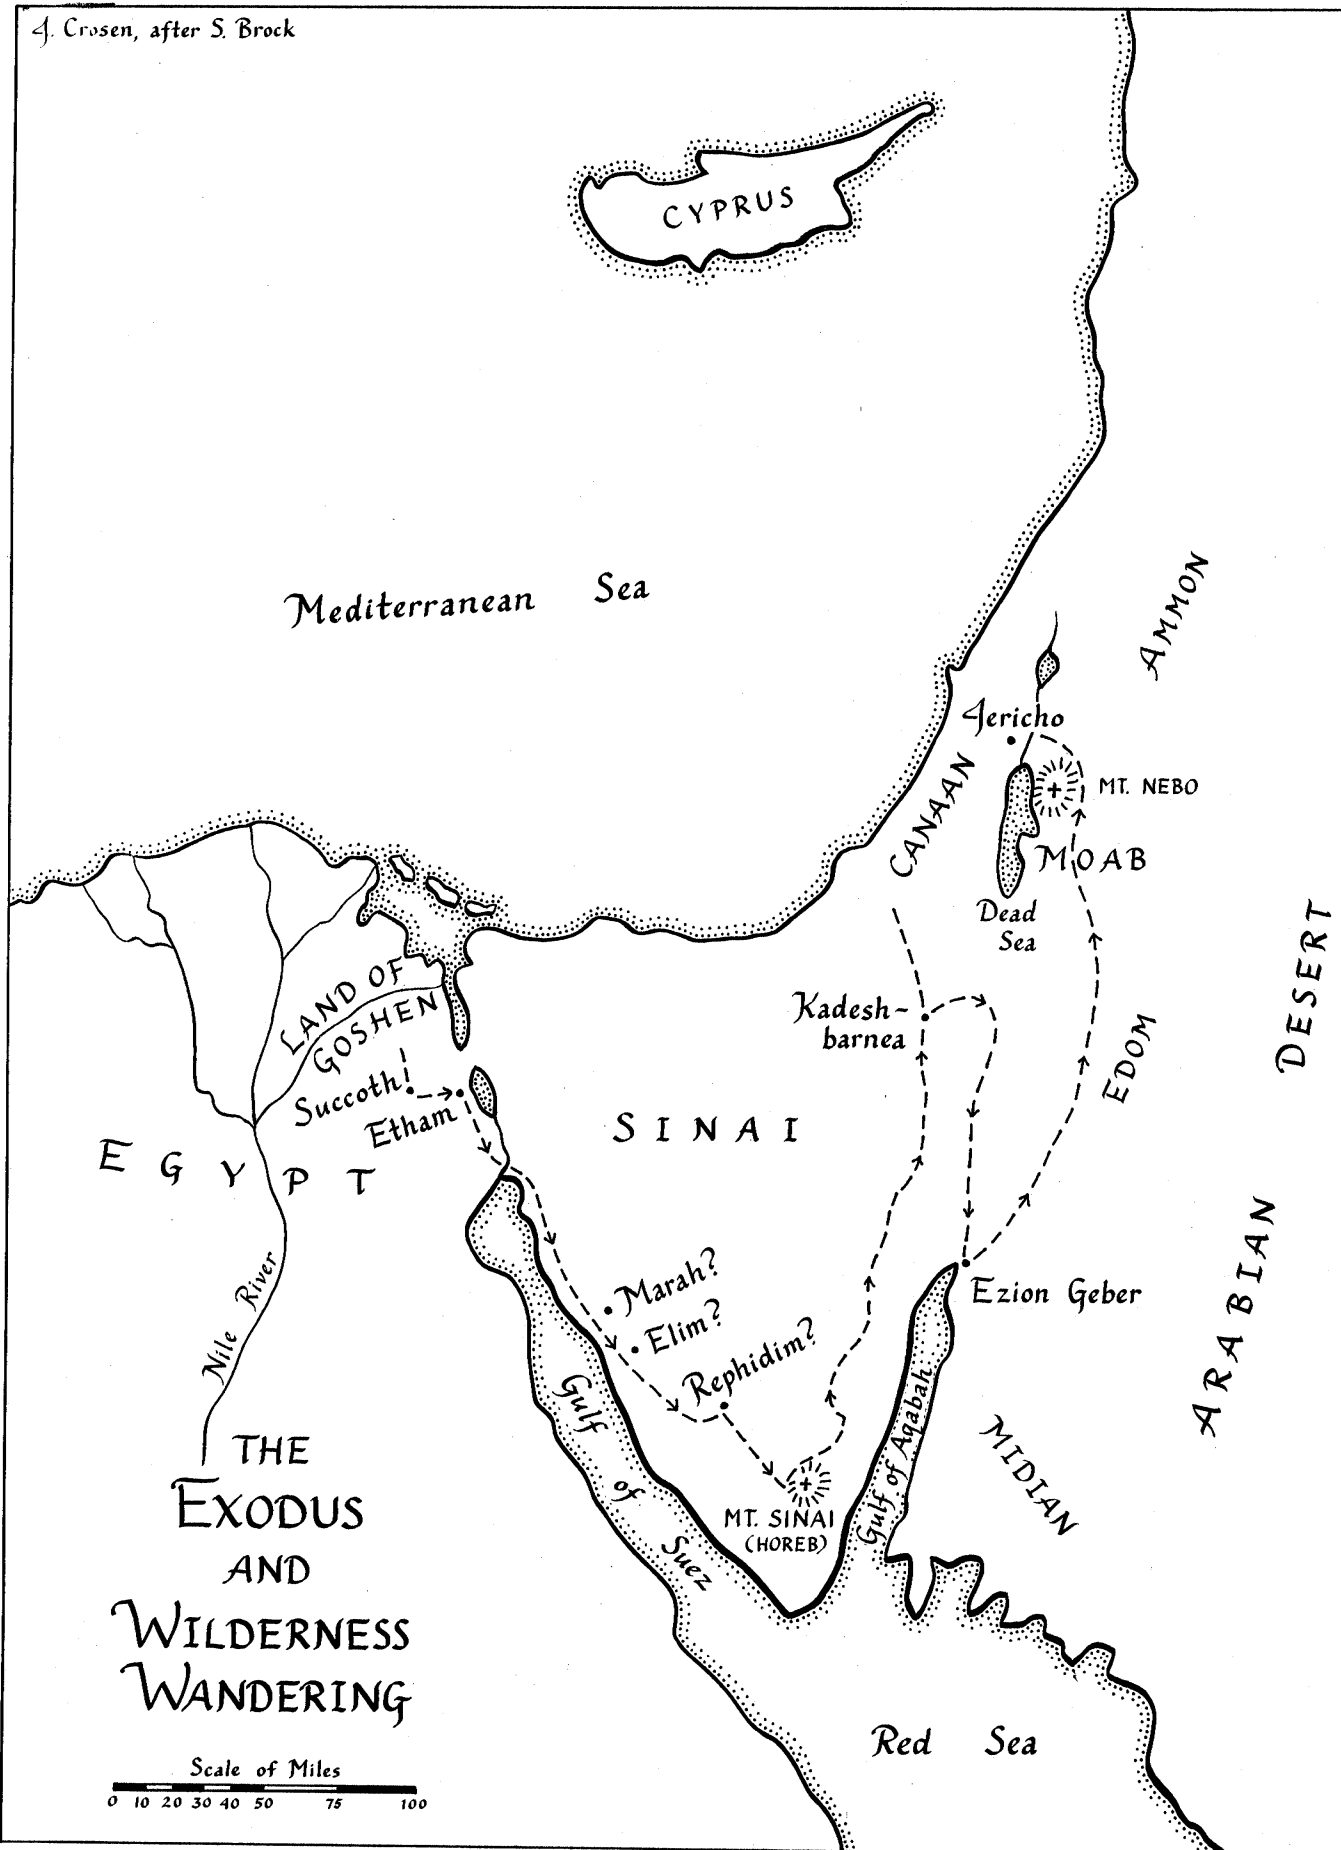 J. Crosen, after S. Brock
CYPRUS
Mediterranean Sea
AMMON
Jericho
CANAAN
MT. NEBO
MOAB
Dead
Sea
LAND OF
GOSHEN
Kadesh-
barnea
DESERT
EDOM
Succoth
Etham
SINAI
EGYPT
Nile River
Marah?
Elim?
Ezion Geber
ARABIAN
Rephidim?
Gulf
of
Suez
Gulf of Aqabah
MIDIAN
MT. SINAI
(HOREB)
THE
EXODUS
AND
WILDERNESS
WANDERING
Red Sea
Scale of Miles
0 10 20 30 40 50 75 100